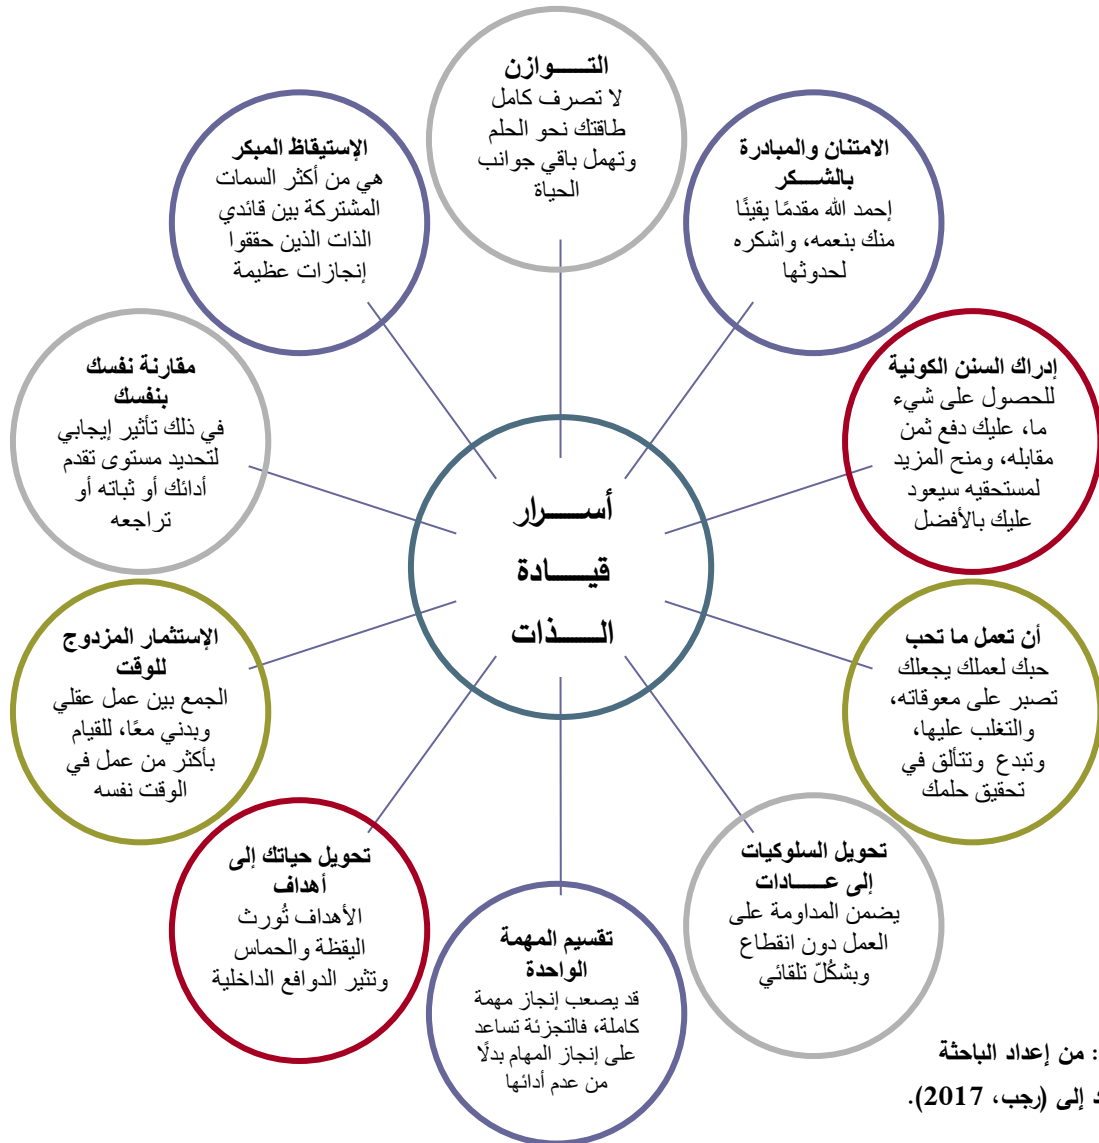 التـــــوازن
لا تصرف كامل
طاقتك نحو الحلم
وتهمل باقي جوانب
الحياة
الامتنان والمبادرة
بالشـــكر
إحمد الله مقدمًا يقينًا
منك بنعمه، واشكره
لحدوثها
إدراك السنن الكونية
للحصول على شيء
ما، عليك دفع ثمن
مقابله، ومنح المزيد
لمستحقيه سيعود
عليك بالأفضل
أن تعمل ما تحب
حبك لعملك يجعلك
تصبر على معوقاته،
والتغلب عليها،
وتبدع وتتألق في
تحقيق حلمك
تحويل السلوكيات
إلى عـــــادات
يضمن المداومة على
العمل دون انقطاع
وبشكُلّ تلقائي
تقسيم المهمة
الواحدة
قد يصعب إنجاز مهمة
كاملة، فالتجزئة تساعد
على إنجاز المهام بدلًا
من عدم أدائها
تحويل حياتك إلى
أهداف
الأهداف تُورث
اليقظة والحماس
وتثير الدوافع الداخلية
الإستثمار المزدوج
للوقت
الجمع بين عمل عقلي
وبدني معًا، للقيام
بأكثر من عمل في
الوقت نفسه
مقارنة نفسك
بنفسك
في ذلك تأثير إيجابي
لتحديد مستوى تقدم
أدائك أو ثباته أو
تراجعه
الإستيقاظ المبكر
هي من أكثر السمات
المشتركة بين قائدي
الذات الذين حققوا
إنجازات عظيمة
أســـــرار
قيـــــادة
الـــــذات
: من إعداد الباحثة
إلى (رجب، 2017).